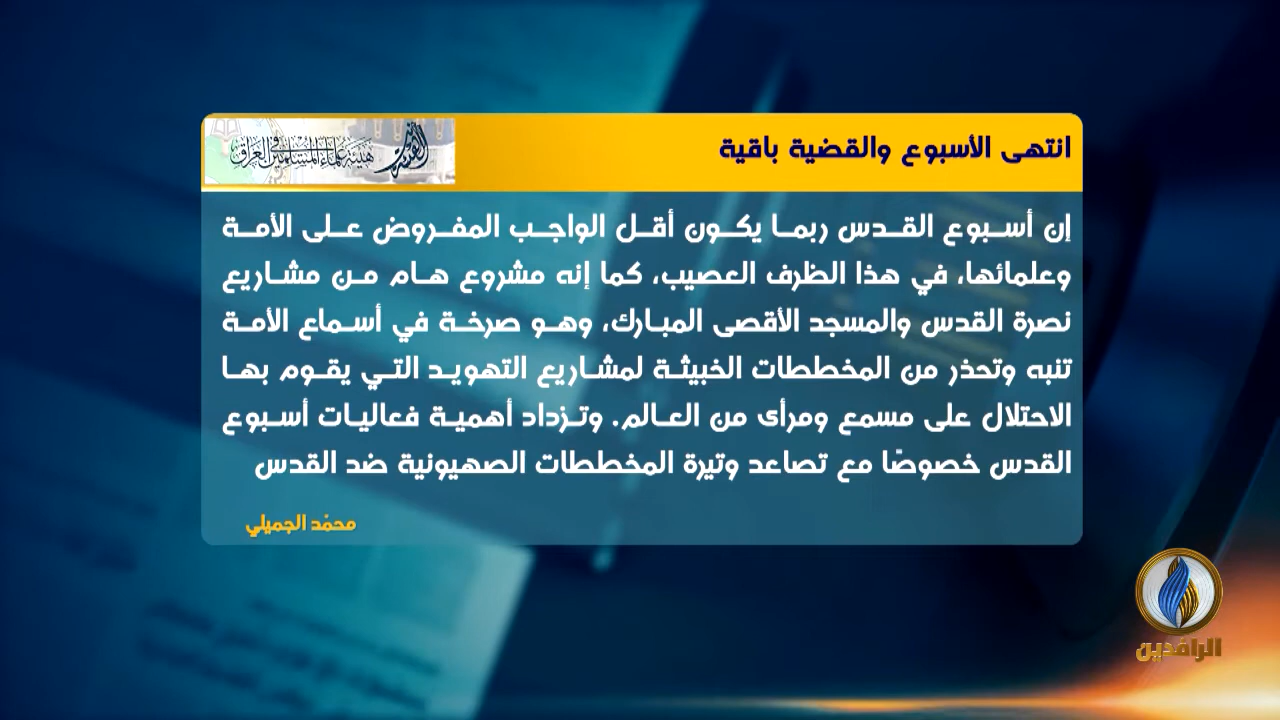 انتهى الأسبوع والقضية باقية
هيئة علماء المسلمين في العراق
إن أسبوع القدس ربما يكون أقل الواجب المفروض على الأمة
وعلمائها، في هذا الظرف العصيب، كما إنه مشروع هام من مشاريع
نصرة القدس والمسجد الأقصى المبارك، وهو صرخة في أسماع الأمة
تنبه وتحذر من المخططات الخبيثة لمشاريع التهويد التي يقوم بها
الاحتلال على مسمع ومرأى من العالم. وتزداد أهمية فعاليات أسبوع
القدس خصوصًا مع تصاعد وتيرة المخططات الصهيونية ضد القدس
محمّد الجميلي
الرافدين